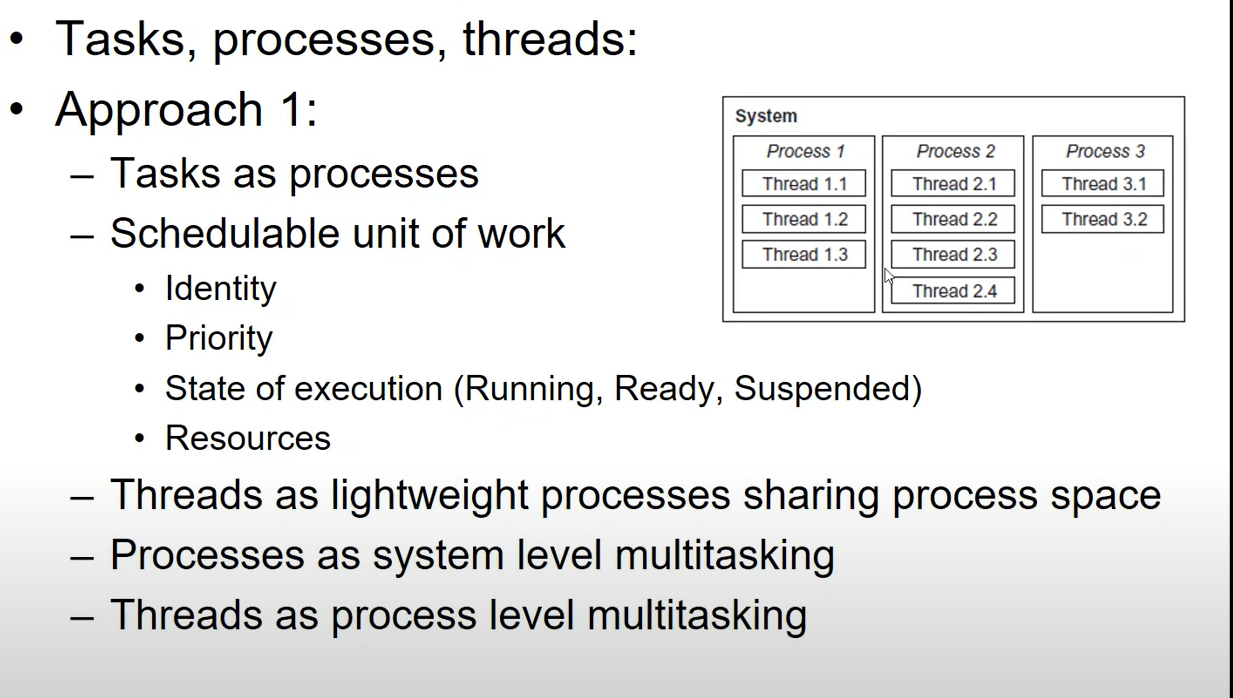 • Tasks, processes, threads:
• Approach 1:
– Tasks as processes
– Schedulable unit of work
• Identity
• Priority
• State of execution (Running, Ready, Suspended)
• Resources
– Threads as lightweight processes sharing process space
– Processes as system level multitasking
– Threads as process level multitasking
System
Process 1
Thread 1.1
Thread 1.2
Thread 1.3
Process 2
Thread 2.1
Thread 2.2
Thread 2.3
Thread 2.4
Process 3
Thread 3.1
Thread 3.2